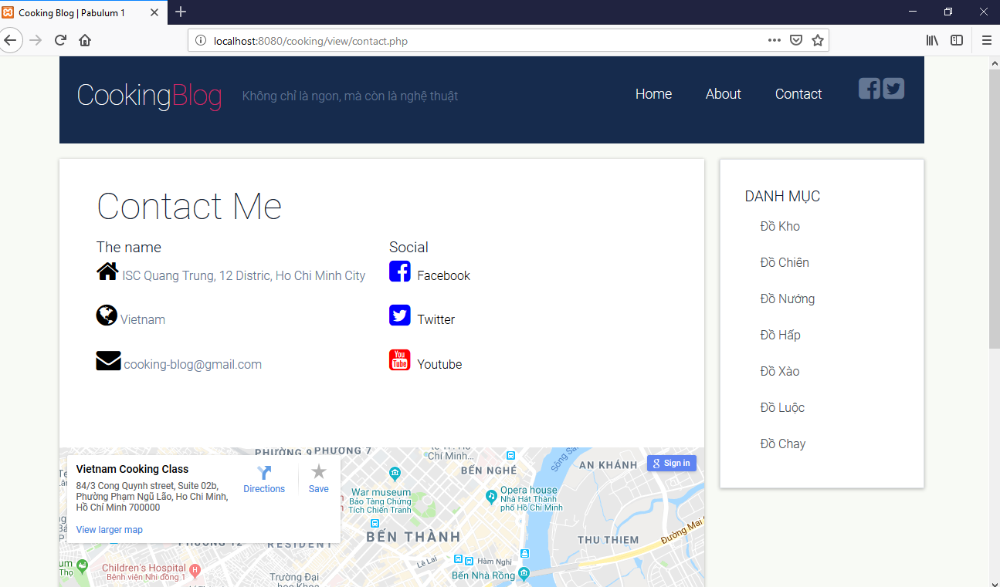 Cooking Blog | Pabulum 1
localhost:8080/cooking/view/contact.php
CookingBlog
Không chỉ là ngon, mà còn là nghệ thuật
Home
About
Contact
Contact Me
The name
ISC Quang Trung, 12 Distric, Ho Chi Minh City
Vietnam
cooking-blog@gmail.com
Social
Facebook
Twitter
You
Tube
Youtube
DANH MỤC
Đồ Kho
Đồ Chiên
Đồ Nướng
Đồ Hấp
Đồ Xào
Đồ Luộc
Đồ Chay
Vietnam Cooking Class
84/3 Cong Quynh street, Suite 02b,
Phường Phạm Ngũ Lão, Ho Chi Minh,
Hồ Chí Minh 700000
View larger map
Directions
Save
Sign in
PHƯỜNG 9
PHƯỜNG 7
Chí Minh...
BẾN NGHÉ
Sông
AN KHÁNH
War museum
Bảo Tàng Chứng
Tích Chiến Tranh
Opera house
Nhà Hát Thành
phố Hồ Chí Minh
BẾN THÀNH
THU THIEM
Đường Mai
PHƯỜNG 12
RESIDENT
Lê Lai
Hàm Nghi
Bến Nhà Rồng
Children's Hospital
Bệnh viện Nhi đồng 1
Trường Đại
học Khoa